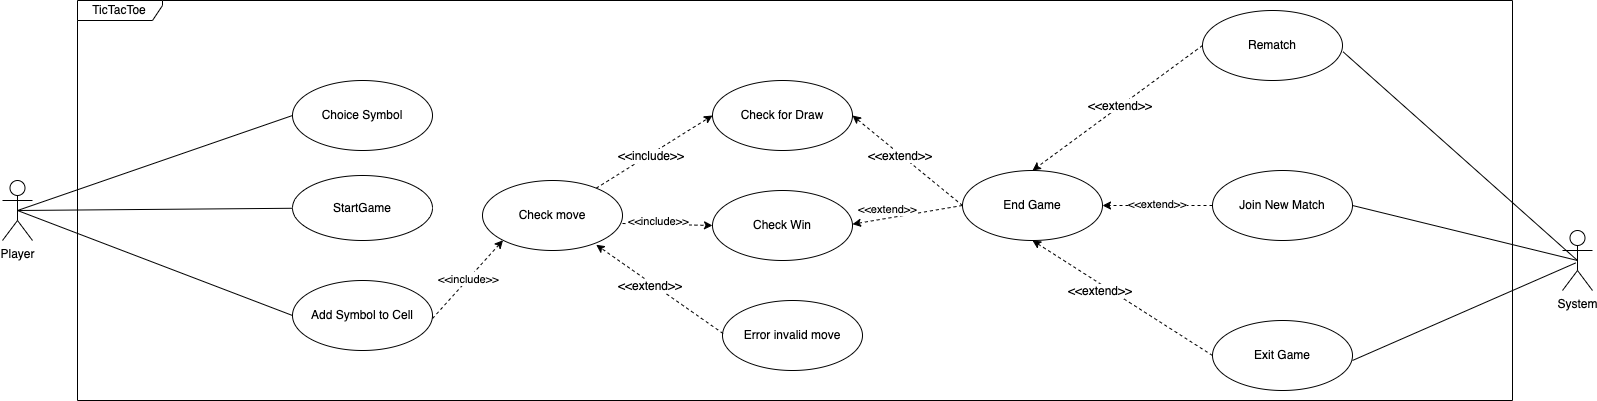 TicTacToe
Rematch
<<extend>>
Choice Symbol
Check for Draw
<<include>>
<<extend>>
StartGame
Check move
<<include>>
Check Win
<<extend>>
End Game
<<extend>>
Join New Match
Player
<<include>>
<<extend>>
<<extend>>
System
Add Symbol to Cell
Error invalid move
Exit Game